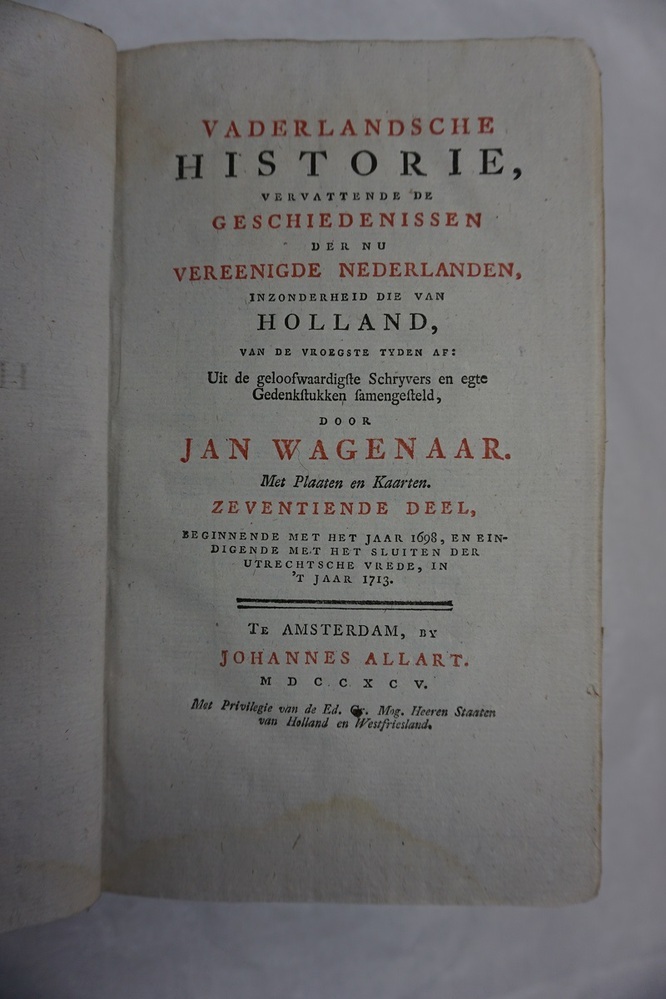 VADERLANDSCHE
HISTORIE,
VERVATTENDE DE
GESCHIEDENISSEN
DER NU
VEREENIGDE NEDERLANDEN,
INZONDERHEID DIE VAN
HOLLAND,
VAN DE VROEGSTE TYDEN AF:
Uit de geloofwaardigſte Schryvers en egte
Gedenkſtukken ſamengeſteld,
DOOR
JAN WAGENAAR.
Met Plaaten en Kaarten.
ZEVENTIENDE DEEL,
BEGINNENDE MET HET JAAR 1698, EN EIN-
DIGENDE MET HET SLUITEN DER
UTRECHTSCHE VREDE, IN
'T JAAR 1713.
TE AMSTERDAM, BY
JOHANNES ALLART.
MDCCXCV.
Met Privilegie van de Ed. Gr. Mog. Heeren Staaten
van Holland en Westfriesland.